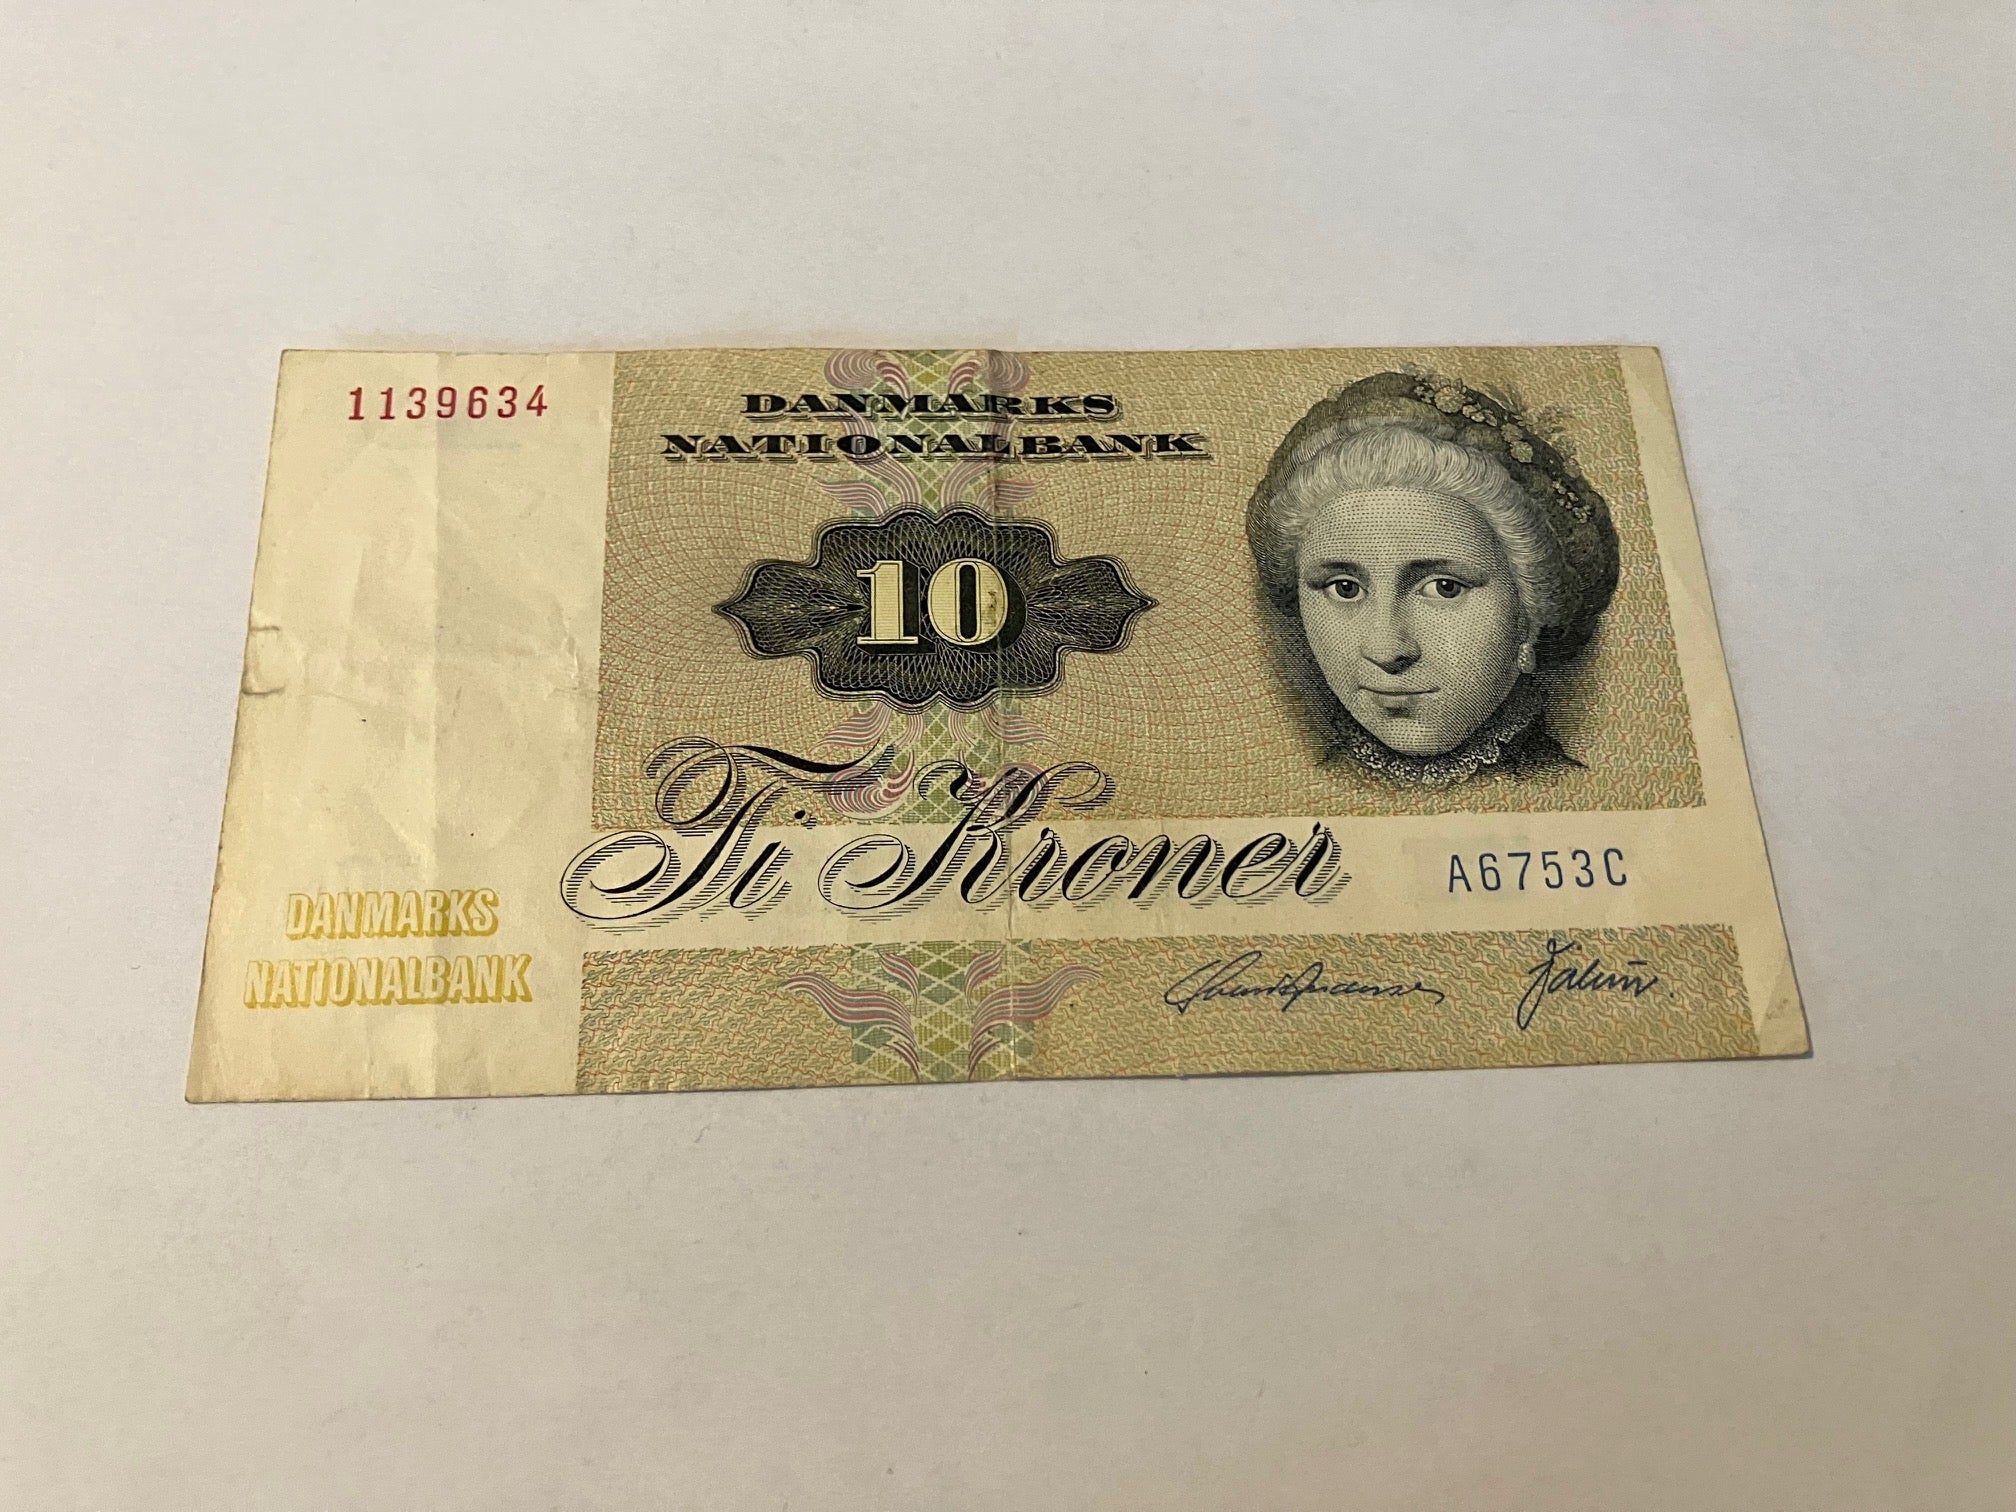 1139634
DANMARKS
NATIONALBANK
10
Ti Kroner
A6753C
DANMARKS
NATIONALBANK